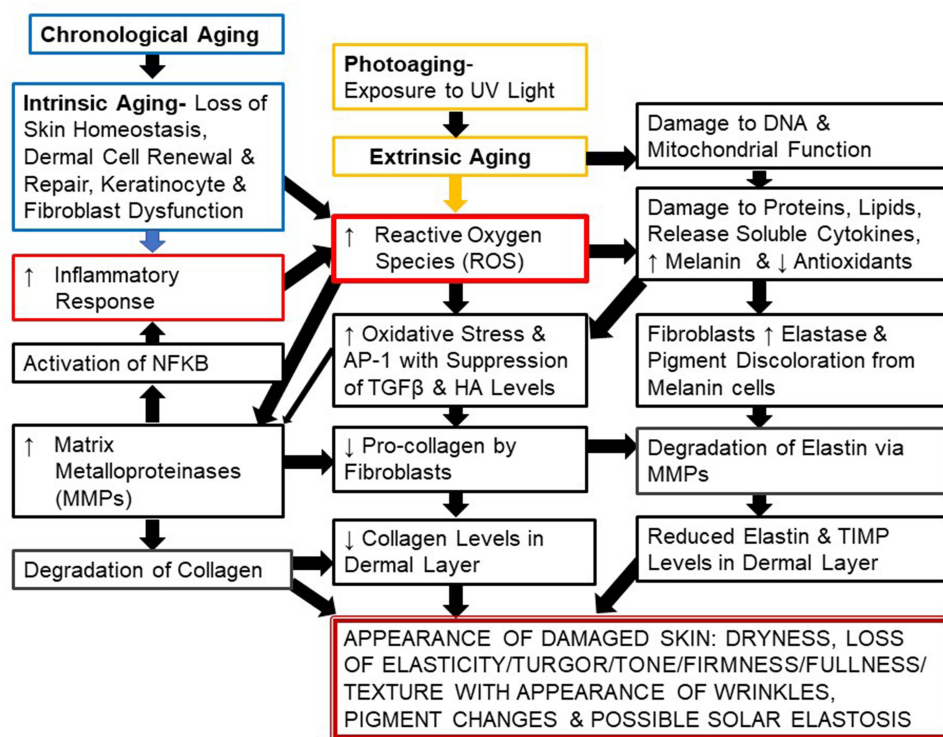 Chronological Aging
Intrinsic Aging- Loss of
Skin Homeostasis,
Dermal Cell Renewal &
Repair, Keratinocyte &
Fibroblast Dysfunction
↑ Inflammatory
Response
Activation of NFKB
↑ Matrix
Metalloproteinases
(MMPs)
Degradation of Collagen
Photoaging-
Exposure to UV Light
Extrinsic Aging
↑ Reactive Oxygen
Species (ROS)
↑ Oxidative Stress &
AP-1 with Suppression
of TGFβ & HA Levels
↓ Pro-collagen by
Fibroblasts
↓ Collagen Levels in
Dermal Layer
Damage to DNA &
Mitochondrial Function
Damage to Proteins, Lipids,
Release Soluble Cytokines,
↑ Melanin & ↓ Antioxidants
Fibroblasts ↑ Elastase &
Pigment Discoloration from
Melanin cells
Degradation of Elastin via
MMPs
Reduced Elastin & TIMP
Levels in Dermal Layer
APPEARANCE OF DAMAGED SKIN: DRYNESS, LOSS
OF ELASTICITY/TURGOR/TONE/FIRMNESS/FULLNESS/
TEXTURE WITH APPEARANCE OF WRINKLES,
PIGMENT CHANGES & POSSIBLE SOLAR ELASTOSIS